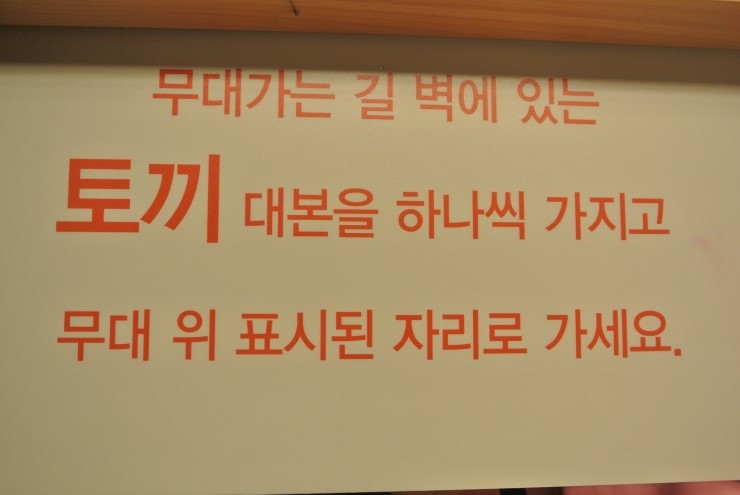 무대가는 길 벽에 있는
토끼 대본을 하나씩 가지고
무대 위 표시된 자리로 가세요.